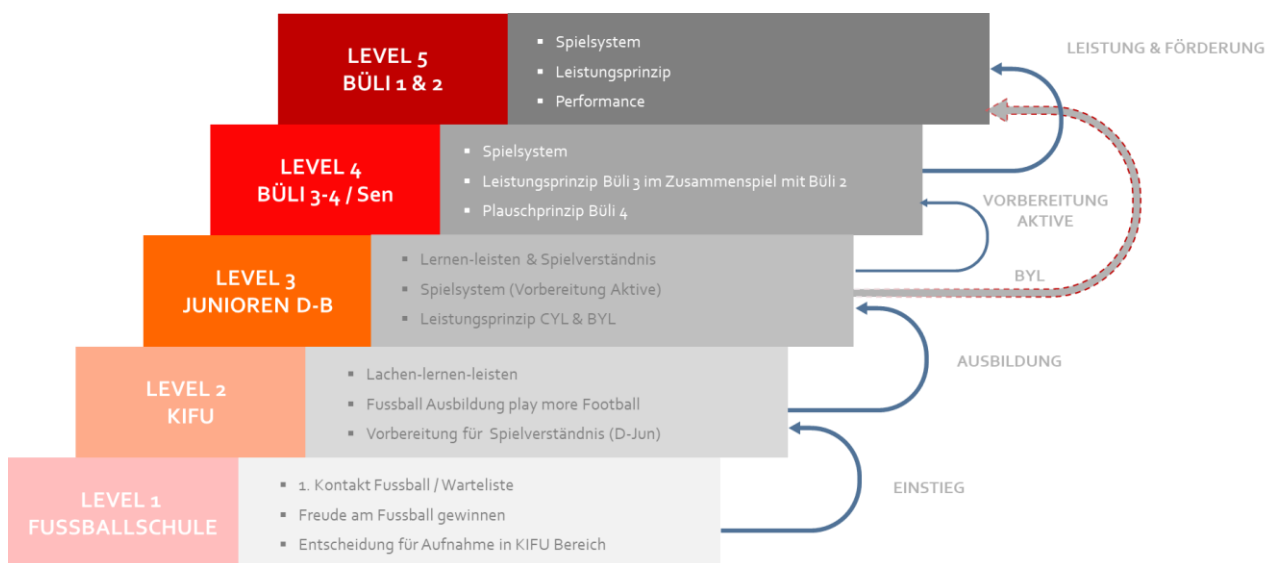 LEVEL 5
BÜLI 1 & 2
▪ Spielsystem
▪ Leistungsprinzip
▪ Performance
LEISTUNG & FÖRDERUNG
LEVEL 4
BÜLI 3-4 / Sen
▪ Spielsystem
▪ Leistungsprinzip Büli 3 im Zusammenspiel mit Büli 2
▪ Plauschprinzip Büli 4
VORBEREITUNG
AKTIVE
LEVEL 3
JUNIOREN D-B
▪ Lernen-leisten & Spielverständnis
▪ Spielsystem (Vorbereitung Aktive)
▪ Leistungsprinzip CYL & BYL
BYL
LEVEL 2
KIFU
▪ Lachen-lernen-leisten
▪ Fussball Ausbildung play more Football
▪ Vorbereitung für Spielverständnis (D-Jun)
AUSBILDUNG
LEVEL 1
FUSSBALLSCHULE
▪ 1. Kontakt Fussball / Warteliste
▪ Freude am Fussball gewinnen
▪ Entscheidung für Aufnahme in KIFU Bereich
EINSTIEG